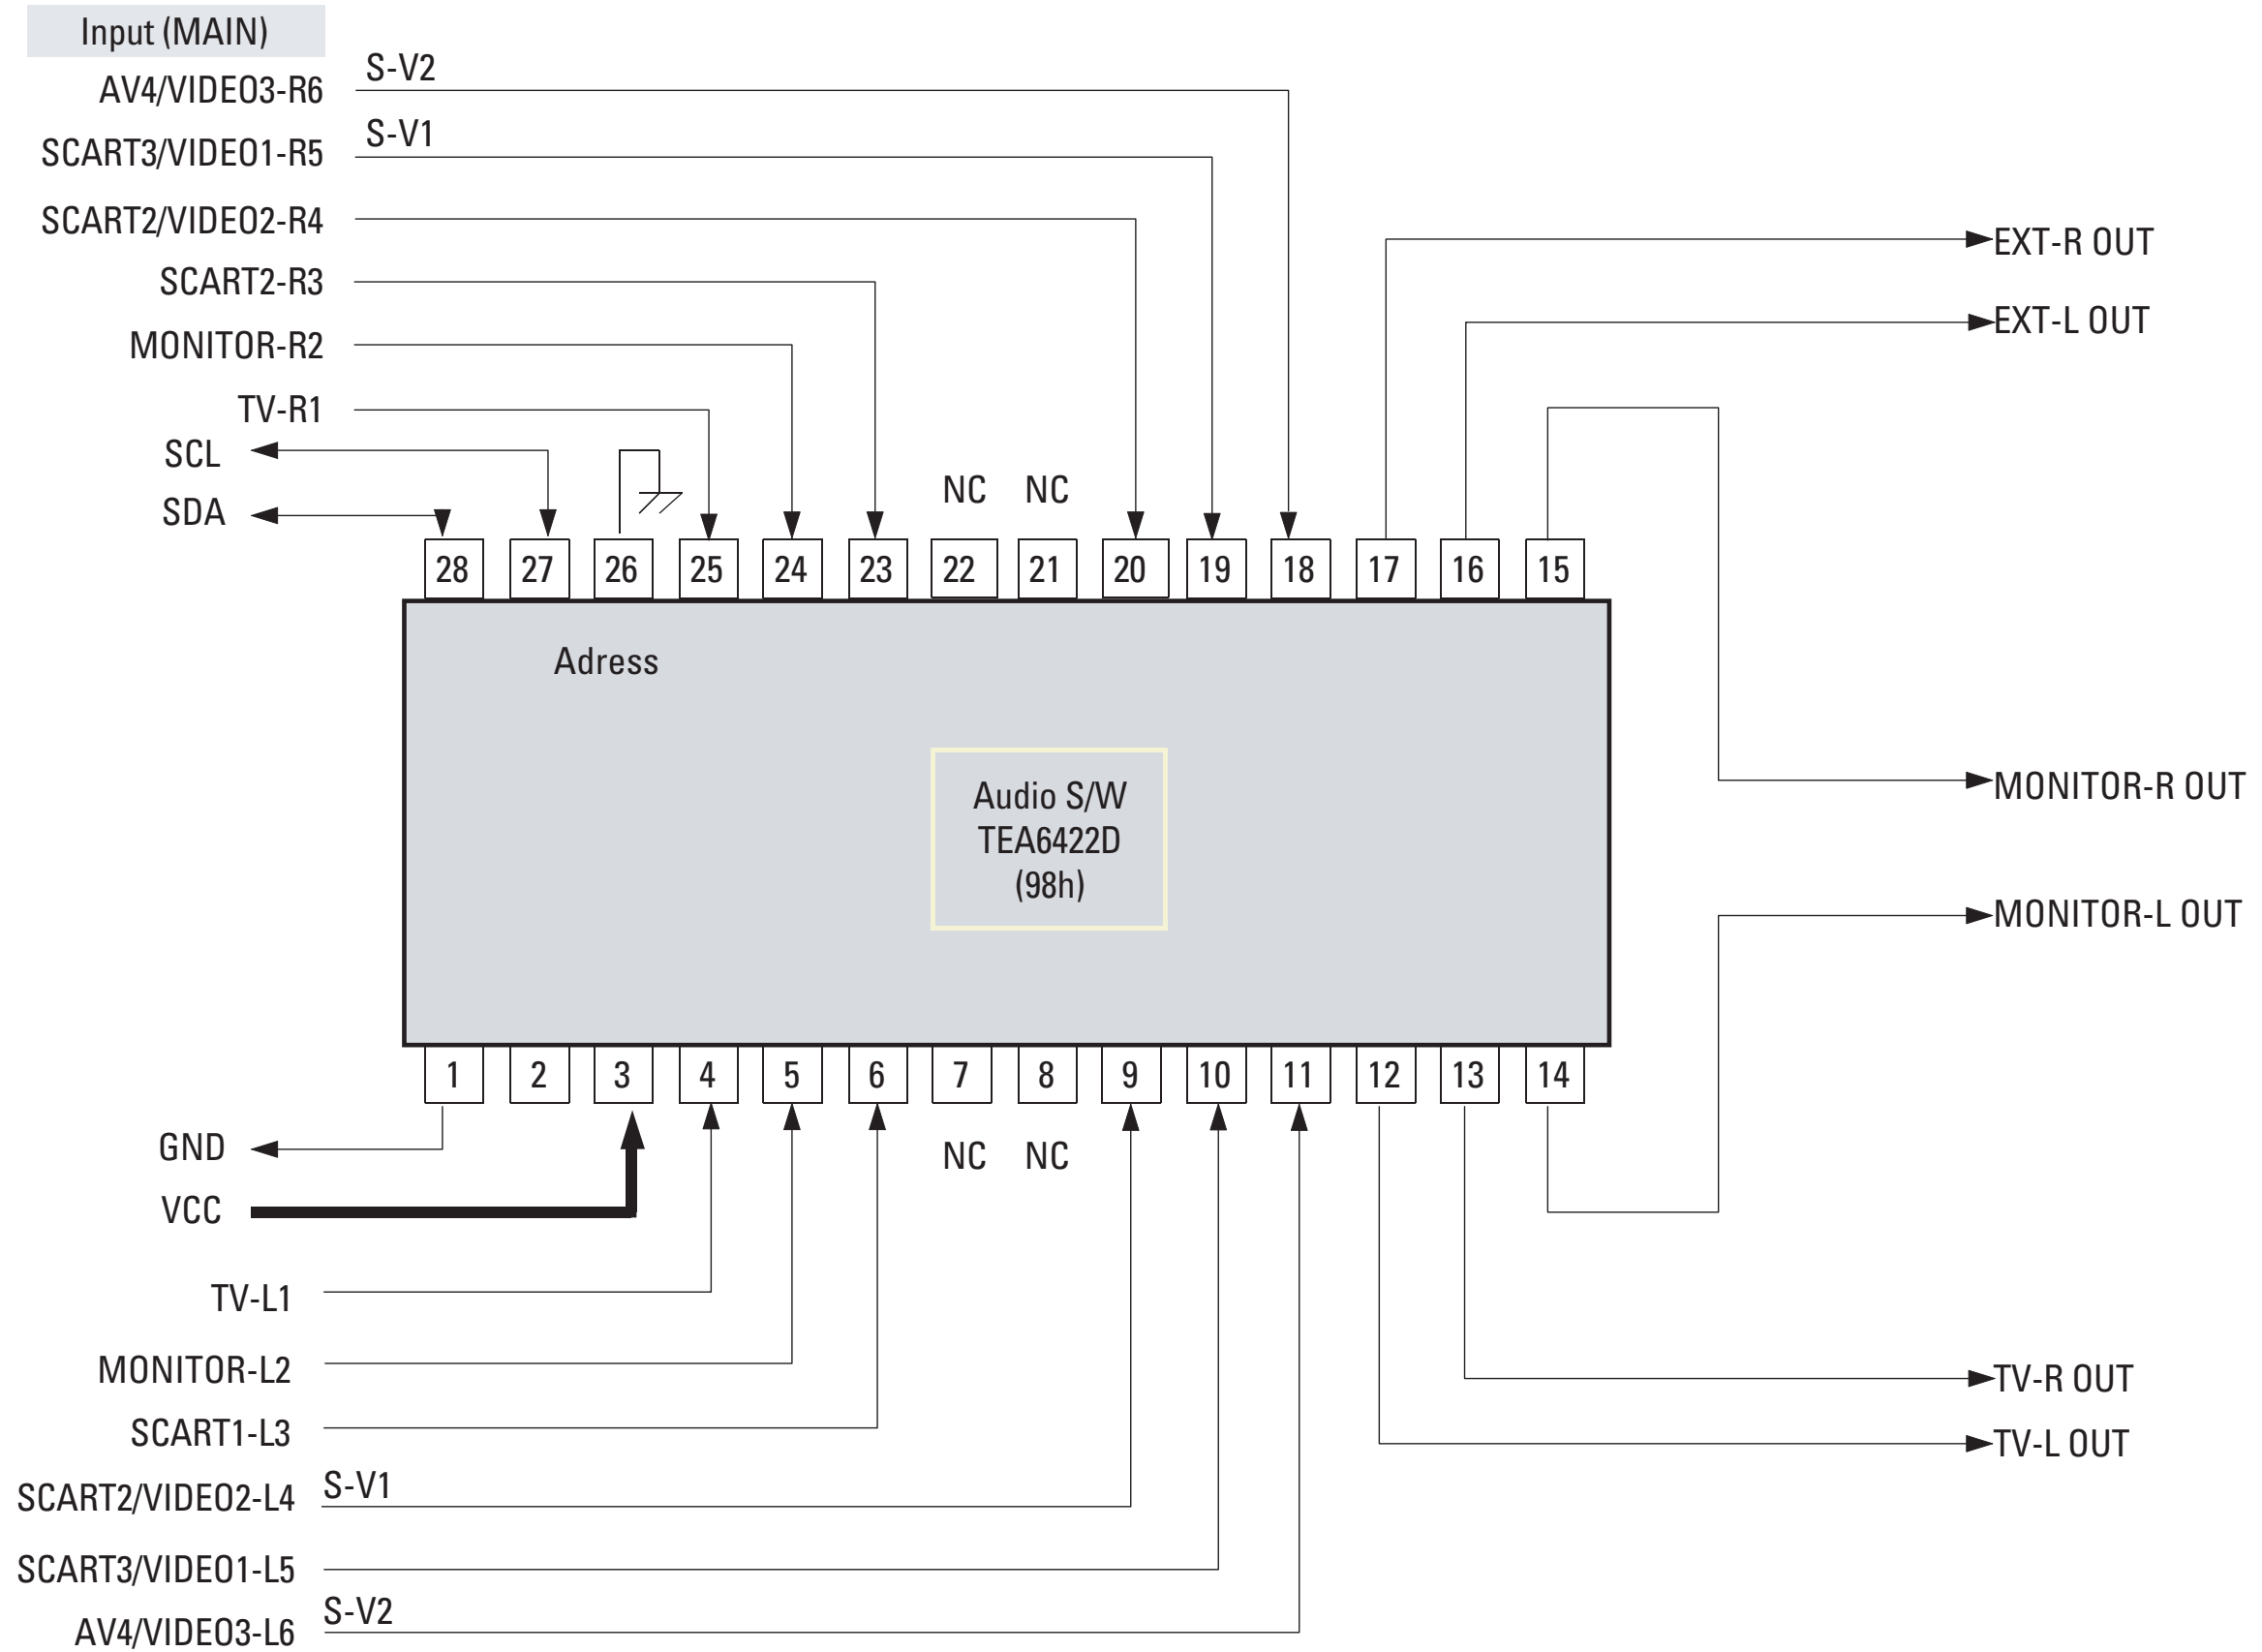 Input (MAIN)
S-V2
AV4/VIDEO3-R6
S-V1
SCART3/VIDEO1-R5
SCART2/VIDEO2-R4
EXT-R OUT
SCART2-R3
EXT-L OUT
MONITOR-R2
TV-R1
SCL
NC NC
SDA
28 27 26 25 24 23 22 21 20 19 18 17 16 15
Adress
MONITOR-R OUT
Audio S/W
TEA6422D
(98h)
MONITOR-L OUT
1 2 3 4 5 6 7 8 9 10 11 12 13 14
GND
NC NC
VCC
TV-L1
MONITOR-L2
TV-R OUT
SCART1-L3
TV-L OUT
S-V1
SCART2/VIDEO2-L4
SCART3/VIDEO1-L5
S-V2
AV4/VIDEO3-L6